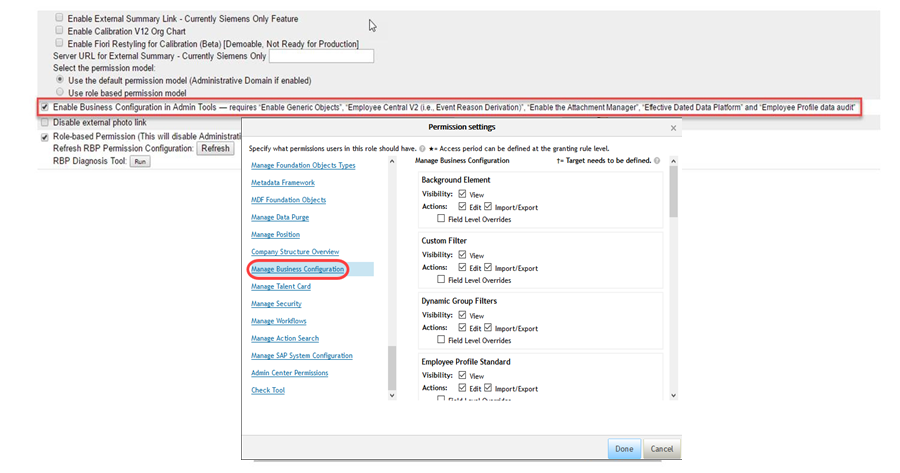 Enable External Summary Link - Currently Siemens Only Feature
Enable Calibration V12 Org Chart
Enable Fiori Restyling for Calibration (Beta) [Demoable, Not Ready for Production]
Server URL for External Summary - Currently Siemens Only
Select the permission model:
Use the default permission model (Administrative Domain if enabled)
Use role based permission model
Enable Business Configuration in Admin Tools — requires “Enable Generic Objects”, “Employee Central V2 (i.e., Event Reason Derivation)”, “Enable the Attachment Manager”, “Effective Dated Data Platform” and “Employee Profile data audit”
Disable external photo link
Role-based Permission (This will disable Administrati
Refresh RBP Permission Configuration: Refresh
RBP Diagnosis Tool: Run
Permission settings
Specify what permissions users in this role should have. ★= Access period can be defined at the granting rule level.
Manage Foundation Objects Types
Metadata Framework
MDF Foundation Objects
Manage Data Purge
Manage Position
Company Structure Overview
Manage Business Configuration
Manage Talent Card
Manage Security
Manage Workflows
Manage Action Search
Manage SAP System Configuration
Admin Center Permissions
Check Tool
Manage Business Configuration †= Target needs to be defined.
Background Element
Visibility: View
Actions: Edit Import/Export
Field Level Overrides
Custom Filter
Visibility: View
Actions: Edit Import/Export
Field Level Overrides
Dynamic Group Filters
Visibility: View
Actions: Edit Import/Export
Field Level Overrides
Employee Profile Standard
Visibility: View
Actions: Edit Import/Export
Field Level Overrides
Done Cancel